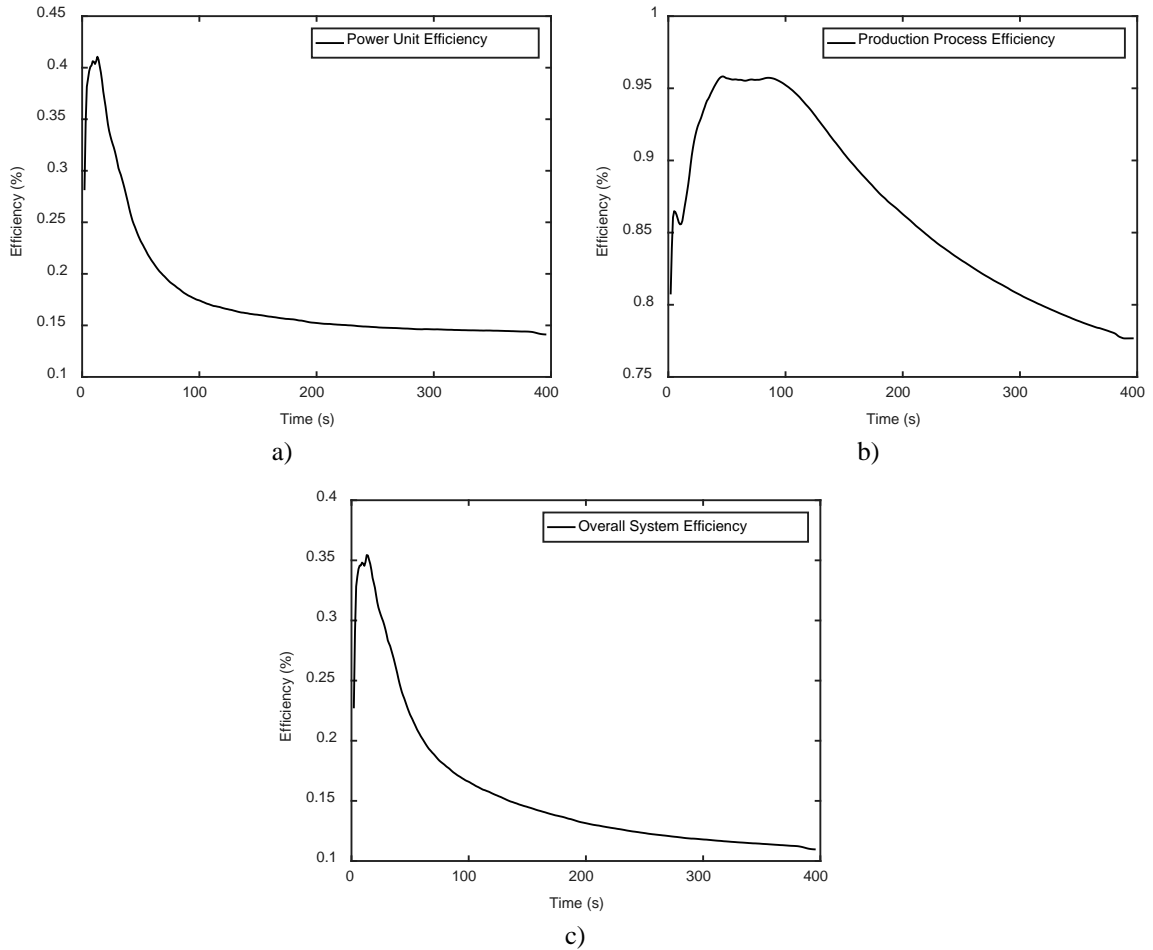 0.45
0.4
0.35
0.3
0.25
0.2
0.15
0.1
Efficiency (%)
Power Unit Efficiency
0 100 200 300 400
Time (s)
a)
1
0.95
0.9
0.85
0.8
0.75
Efficiency (%)
Production Process Efficiency
0 100 200 300 400
Time (s)
b)
0.4
0.35
0.3
0.25
0.2
0.15
0.1
Efficiency (%)
Overall System Efficiency
0 100 200 300 400
Time (s)
c)